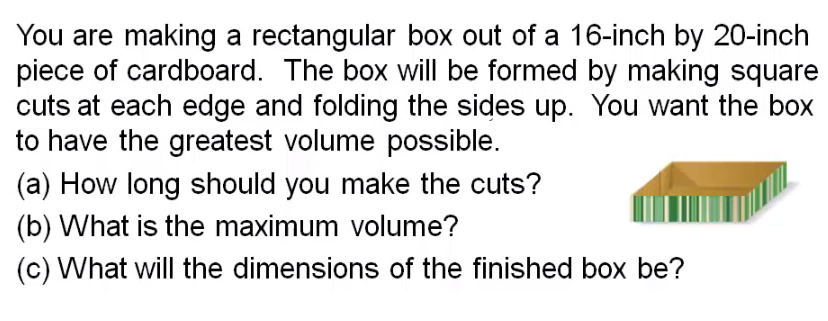 You are making a rectangular box out of a 16-inch by 20-inch
piece of cardboard. The box will be formed by making square
cuts at each edge and folding the sides up. You want the box
to have the greatest volume possible.
(a) How long should you make the cuts?
(b) What is the maximum volume?
(c) What will the dimensions of the finished box be?